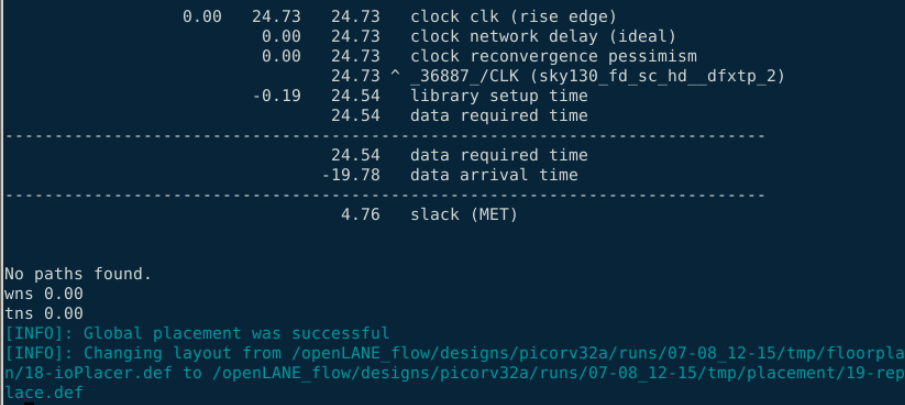 0.00 24.73 24.73 clock clk (rise edge)
0.00 24.73 clock network delay (ideal)
0.00 24.73 clock reconvergence pessimism
24.73 ^ _36887_/CLK (sky130_fd_sc_hd__dfxtp_2)
-0.19 24.54 library setup time
24.54 data required time
-----------------------------------------------------------------------------
24.54 data required time
-19.78 data arrival time
-----------------------------------------------------------------------------
4.76 slack (MET)
No paths found.
wns 0.00
tns 0.00
[INFO]: Global placement was successful
[INFO]: Changing layout from /openLANE_flow/designs/picorv32a/runs/07-08_12-15/tmp/floorpla
n/18-ioPlacer.def to /openLANE_flow/designs/picorv32a/runs/07-08_12-15/tmp/placement/19-rep
lace.def